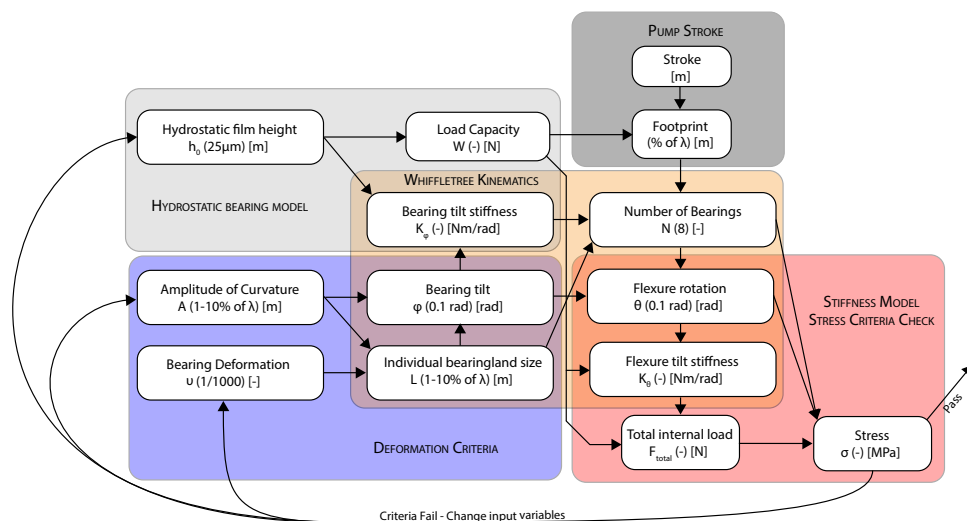 PUMP STROKE
Stroke
[m]
Hydrostatic film height
h₀ (25μm) [m]
Load Capacity
W (-) [N]
Footprint
(% of λ) [m]
WHIFFLETREE KINEMATICS
HYDROSTATIC BEARING MODEL
Bearing tilt stiffness
Kφ (-) [Nm/rad]
Number of Bearings
N (8) [-]
Amplitude of Curvature
A (1-10% of λ) [m]
Bearing tilt
φ (0.1 rad) [rad]
Flexure rotation
θ (0.1 rad) [rad]
STIFFNESS MODEL
STRESS CRITERIA CHECK
Bearing Deformation
υ (1/1000) [-]
Individual bearingland size
L (1-10% of λ) [m]
Flexure tilt stiffness
Kθ (-) [Nm/rad]
Pass
DEFORMATION CRITERIA
Total internal load
Ftotal (-) [N]
Stress
σ (-) [MPa]
Criteria Fail - Change input variables